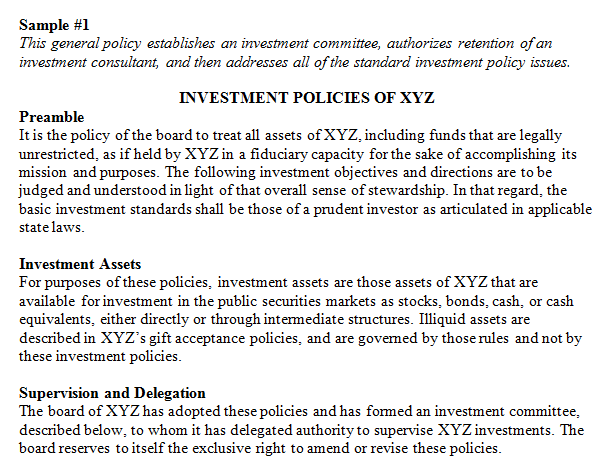 Sample #1
This general policy establishes an investment committee, authorizes retention of an
investment consultant, and then addresses all of the standard investment policy issues.
INVESTMENT POLICIES OF XYZ
Preamble
It is the policy of the board to treat all assets of XYZ, including funds that are legally
unrestricted, as if held by XYZ in a fiduciary capacity for the sake of accomplishing its
mission and purposes. The following investment objectives and directions are to be
judged and understood in light of that overall sense of stewardship. In that regard, the
basic investment standards shall be those of a prudent investor as articulated in applicable
state laws.
Investment Assets
For purposes of these policies, investment assets are those assets of XYZ that are
available for investment in the public securities markets as stocks, bonds, cash, or cash
equivalents, either directly or through intermediate structures. Illiquid assets are
described in XYZ's gift acceptance policies, and are governed by those rules and not by
these investment policies.
Supervision and Delegation
The board of XYZ has adopted these policies and has formed an investment committee,
described below, to whom it has delegated authority to supervise XYZ investments. The
board reserves to itself the exclusive right to amend or revise these policies.